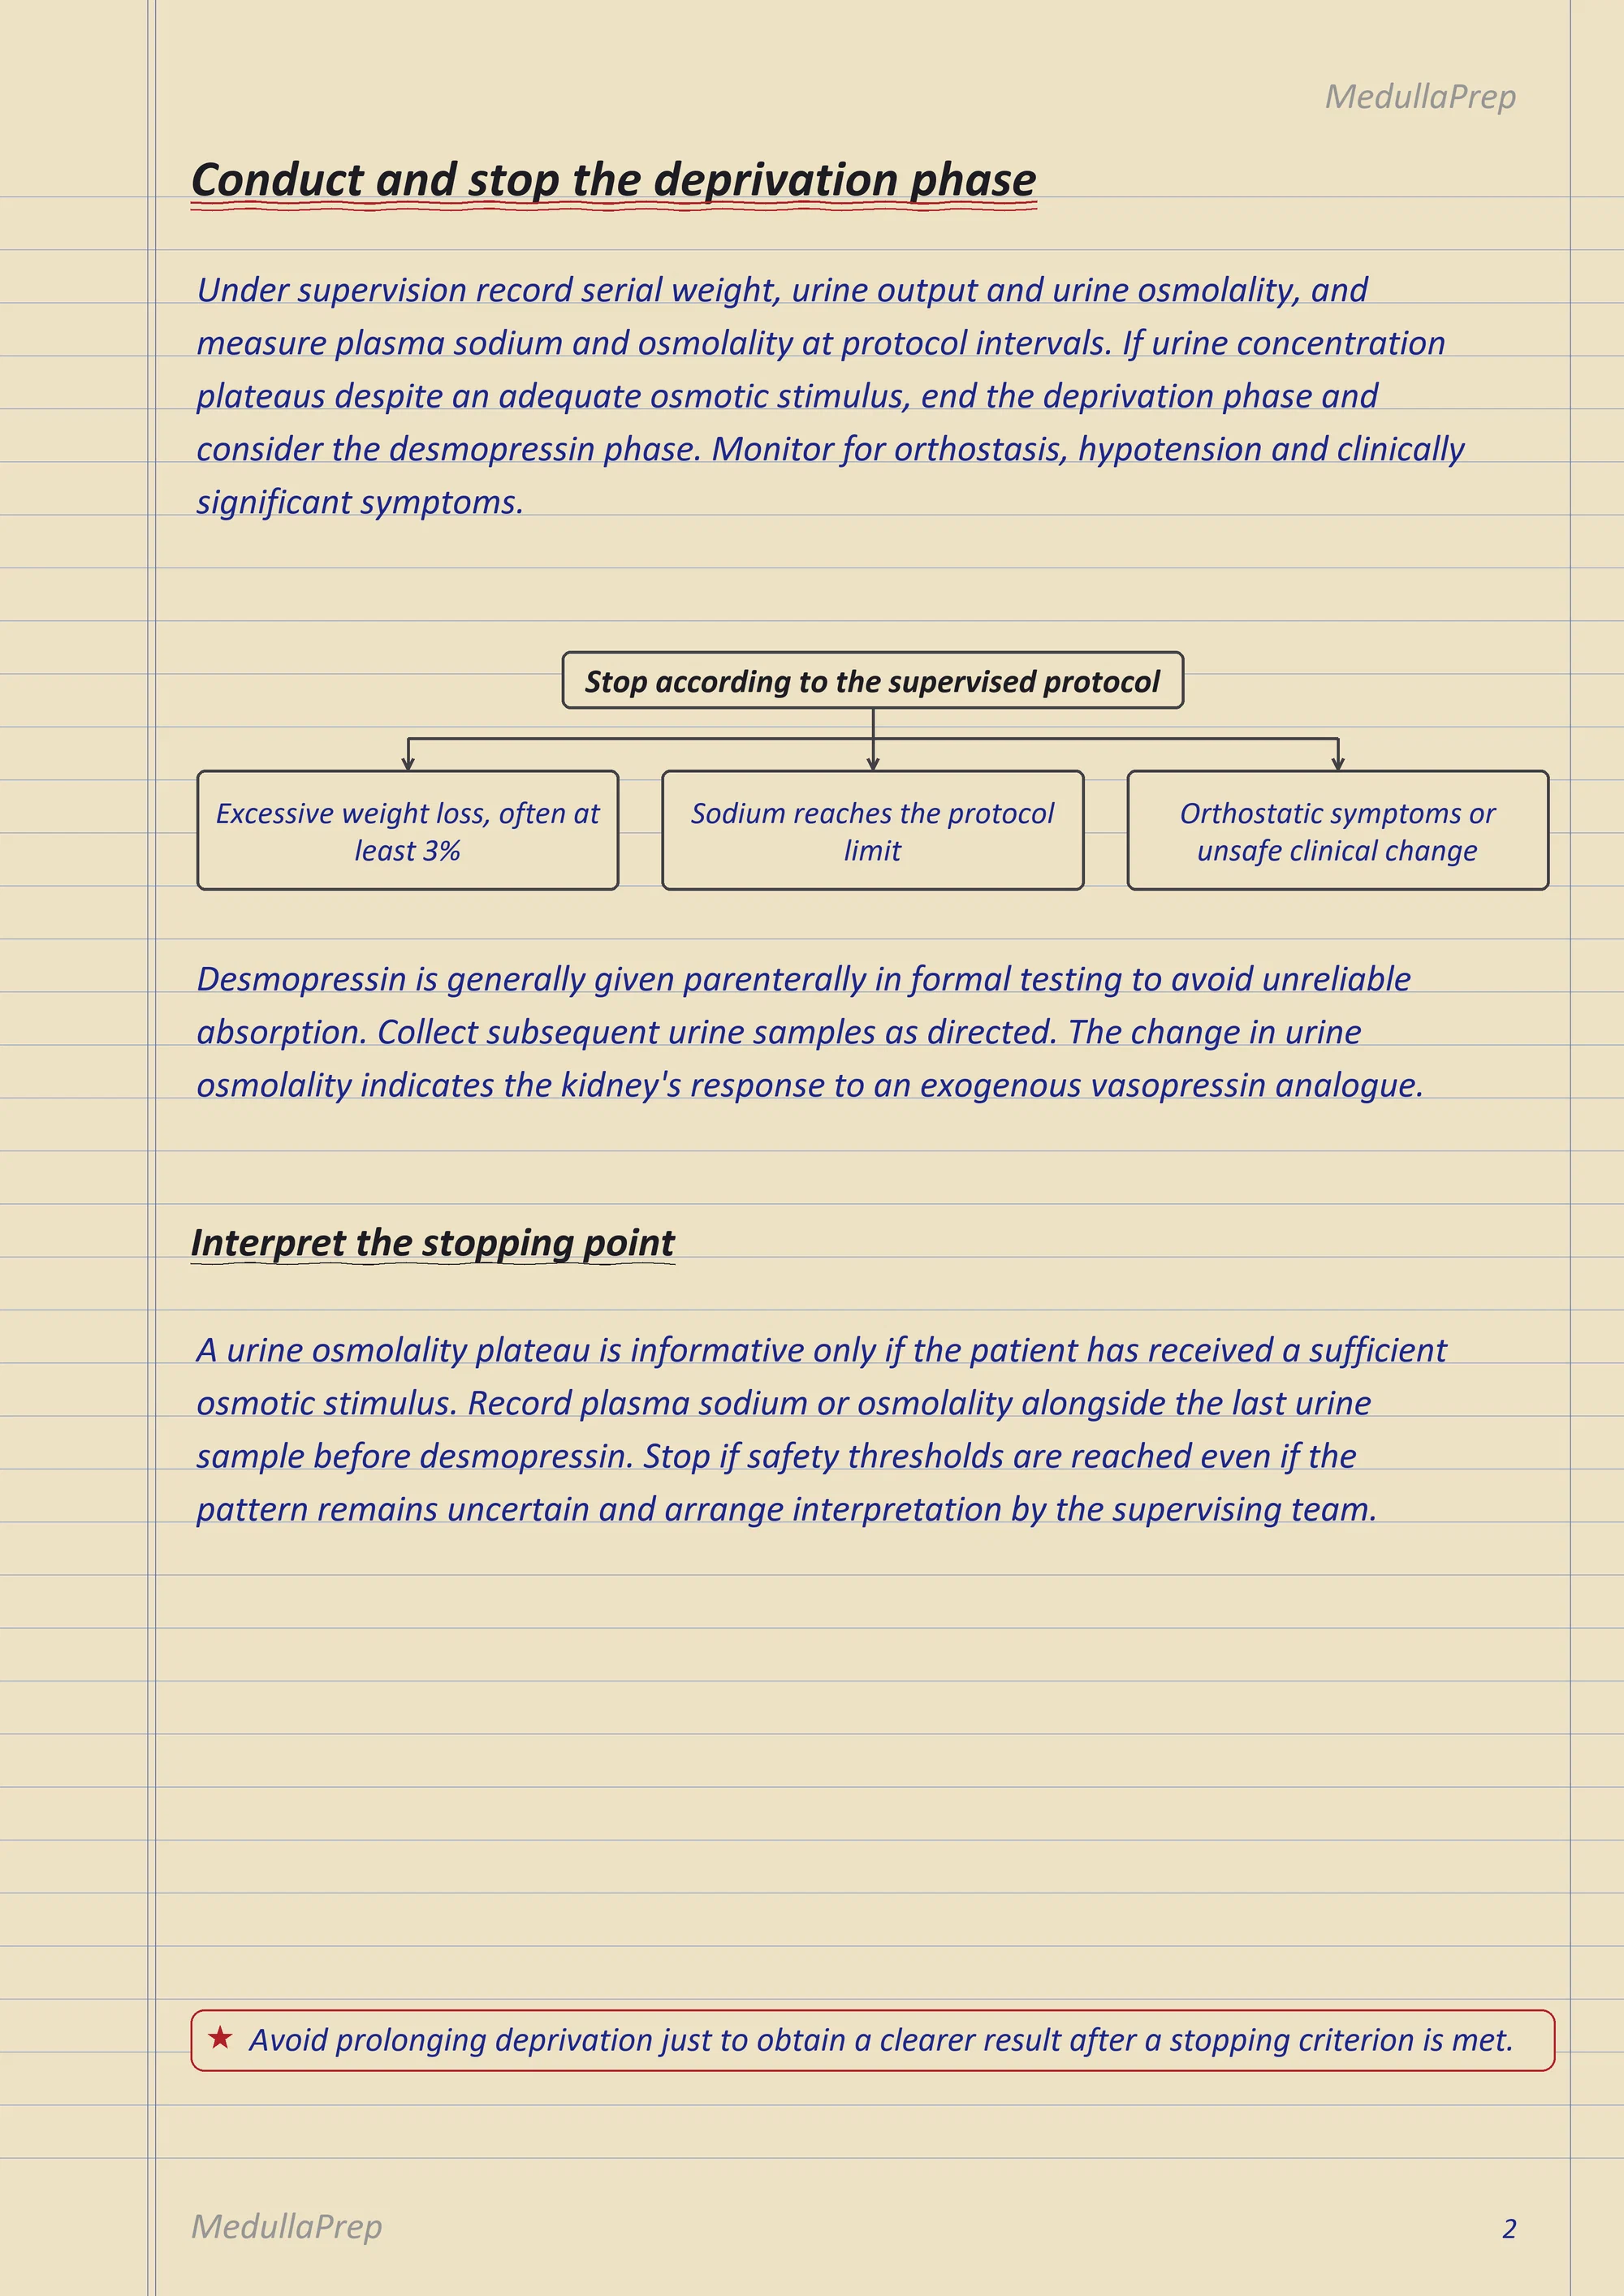 MedullaPrep
Conduct and stop the deprivation phase
Under supervision record serial weight, urine output and urine osmolality, and
measure plasma sodium and osmolality at protocol intervals. If urine concentration
plateaus despite an adequate osmotic stimulus, end the deprivation phase and
consider the desmopressin phase. Monitor for orthostasis, hypotension and clinically
significant symptoms.
Stop according to the supervised protocol
Excessive weight loss, often at
least 3%
Sodium reaches the protocol
limit
Orthostatic symptoms or
unsafe clinical change
Desmopressin is generally given parenterally in formal testing to avoid unreliable
absorption. Collect subsequent urine samples as directed. The change in urine
osmolality indicates the kidney's response to an exogenous vasopressin analogue.
Interpret the stopping point
A urine osmolality plateau is informative only if the patient has received a sufficient
osmotic stimulus. Record plasma sodium or osmolality alongside the last urine
sample before desmopressin. Stop if safety thresholds are reached even if the
pattern remains uncertain and arrange interpretation by the supervising team.
★ Avoid prolonging deprivation just to obtain a clearer result after a stopping criterion is met.
MedullaPrep
2